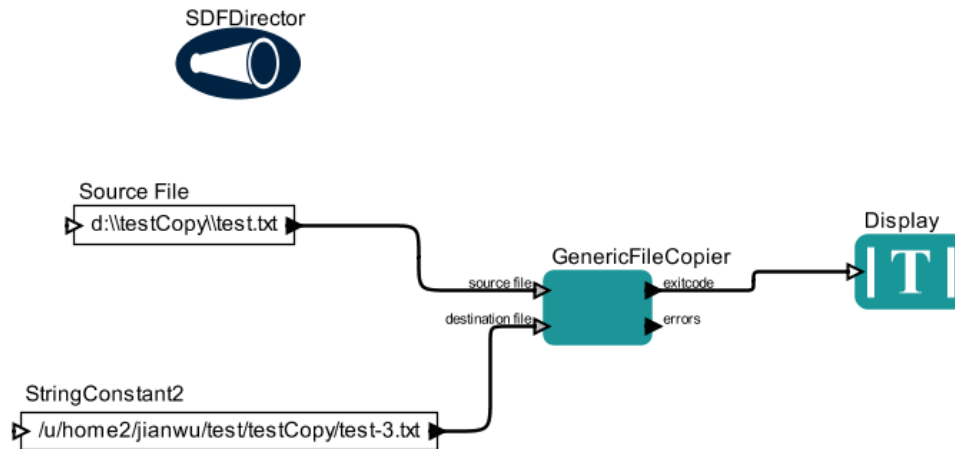 SDFDirector
Source File
d:\\testCopy\\test.txt
Display
GenericFileCopier
source file
exitcode
T
destination file
errors
StringConstant2
/u/home2/jianwu/test/testCopy/test-3.txt